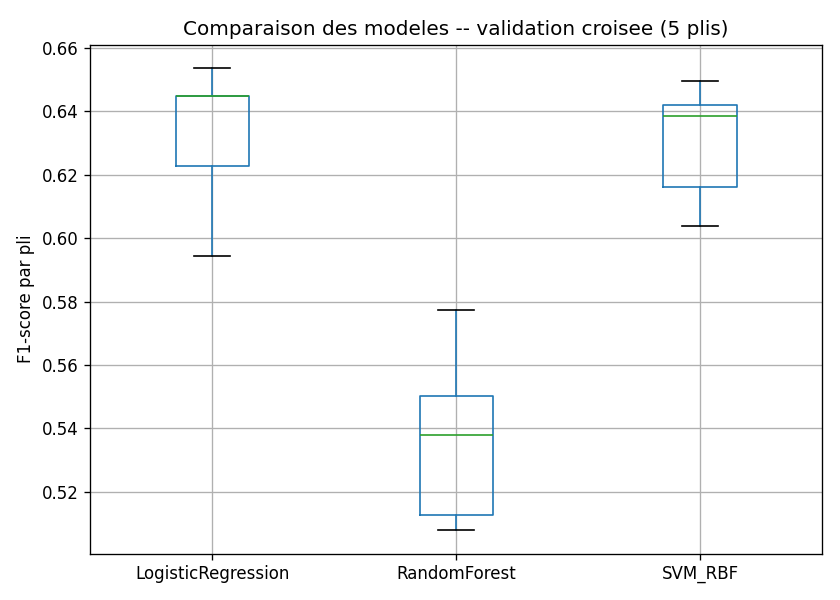 Comparaison des modeles -- validation croisee (5 plis)
F1-score par pli
0.66
0.64
0.62
0.60
0.58
0.56
0.54
0.52
LogisticRegression
RandomForest
SVM_RBF